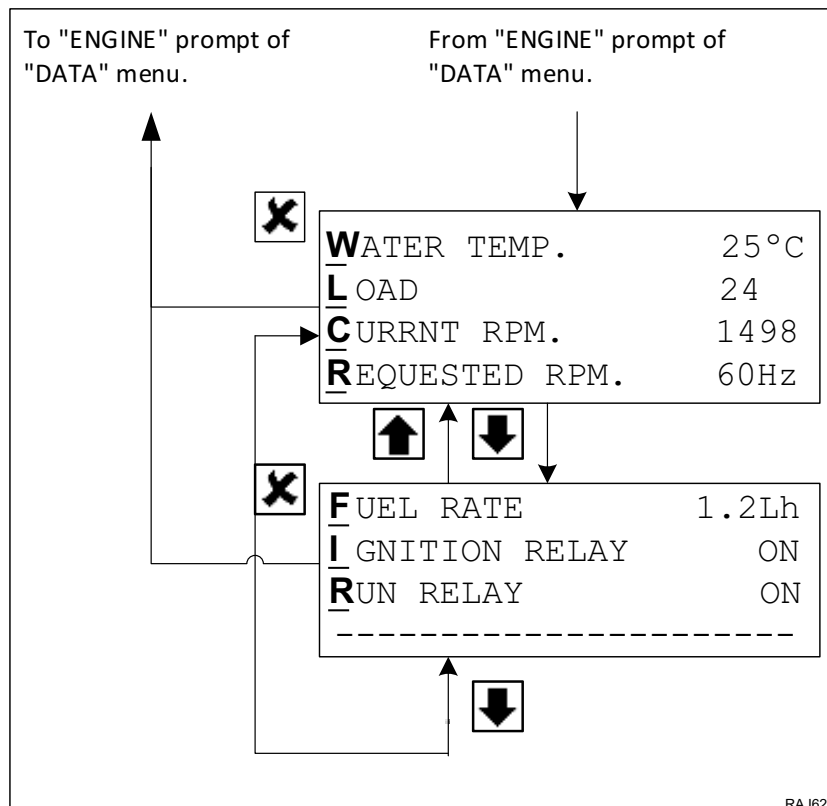 To "ENGINE" prompt of
"DATA" menu.
From "ENGINE" prompt of
"DATA" menu.
WATER TEMP. 25°C
LOAD 24
CURRNT RPM. 1498
REQUESTED RPM. 60Hz
FUEL RATE 1.2Lh
IGNITION RELAY ON
RUN RELAY ON
----------------------
RAJ62